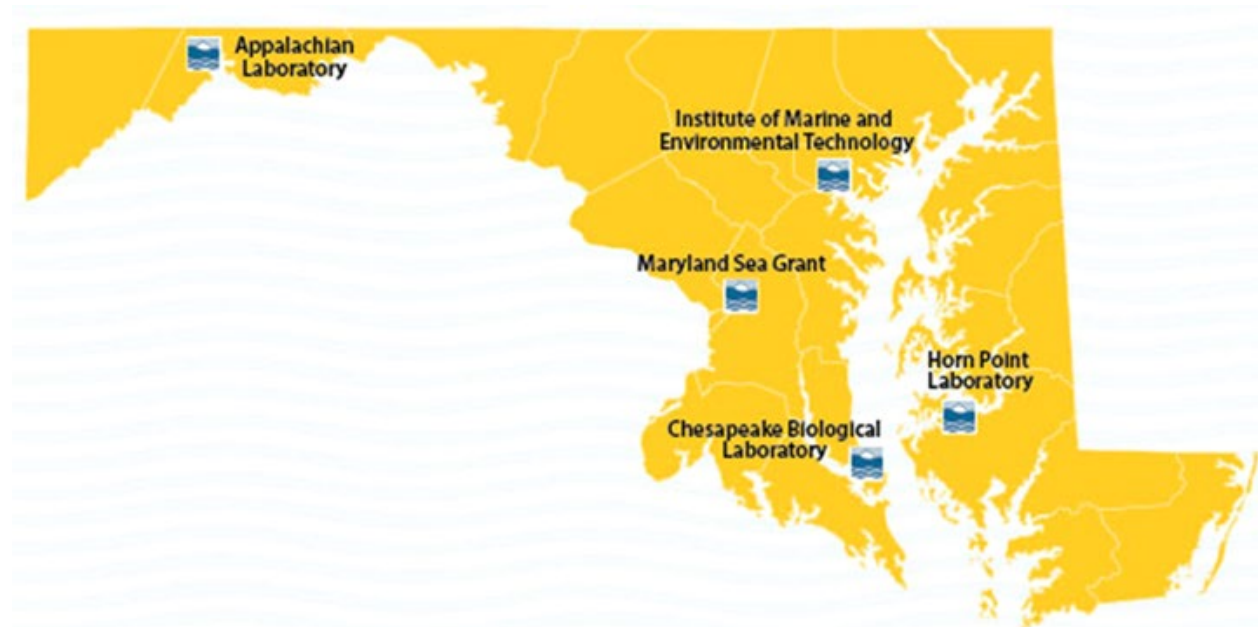 Appalachian
Laboratory
Institute of Marine and
Environmental Technology
Maryland Sea Grant
Horn Point
Laboratory
Chesapeake Biological
Laboratory